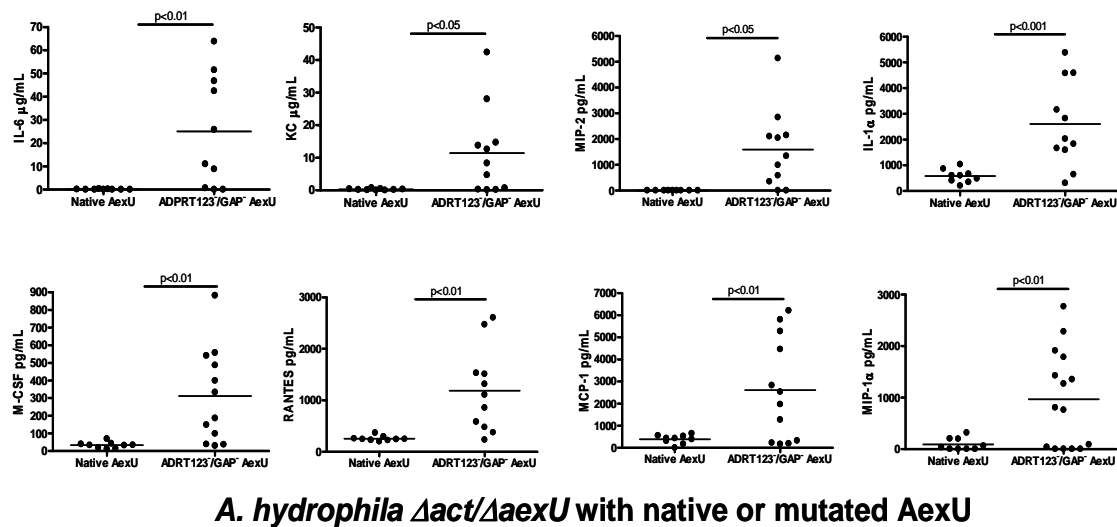 p<0.01
70
60
50
40
30
20
10
0
IL-6 µg/mL
Native AexU
ADPRT123⁻/GAP⁻ AexU
p<0.05
50
40
30
20
10
0
KC µg/mL
Native AexU
ADRT123⁻/GAP⁻ AexU
p<0.05
6000
5000
4000
3000
2000
1000
0
MIP-2 pg/mL
Native AexU
ADRT123⁻/GAP⁻ AexU
p<0.001
6000
5000
4000
3000
2000
1000
0
IL-1α pg/mL
Native AexU
ADRT123⁻/GAP⁻ AexU
p<0.01
900
800
700
600
500
400
300
200
100
0
M-CSF pg/mL
Native AexU
ADRT123⁻/GAP⁻ AexU
p<0.01
3000
2000
1000
0
RANTES pg/mL
Native AexU
ADRT123⁻/GAP⁻ AexU
p<0.01
7000
6000
5000
4000
3000
2000
1000
0
MCP-1 pg/mL
Native AexU
ADRT123⁻/GAP⁻ AexU
p<0.01
3000
2000
1000
0
MIP-1α pg/mL
Native AexU
ADRT123⁻/GAP⁻ AexU
A. hydrophila Δact/ΔaexU with native or mutated AexU